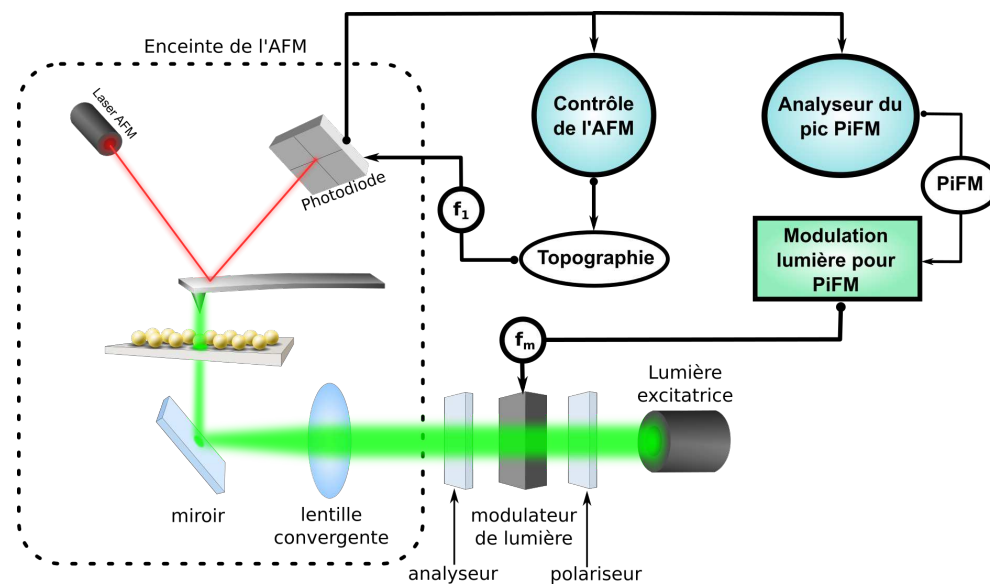 Enceinte de l'AFM
Laser AFM
Photodiode
Contrôle
de l'AFM
Analyseur du
pic PiFM
PiFM
f1
Topographie
Modulation
lumière pour
PiFM
fm
Lumière
excitatrice
miroir
lentille
convergente
modulateur
de lumière
analyseur
polariseur